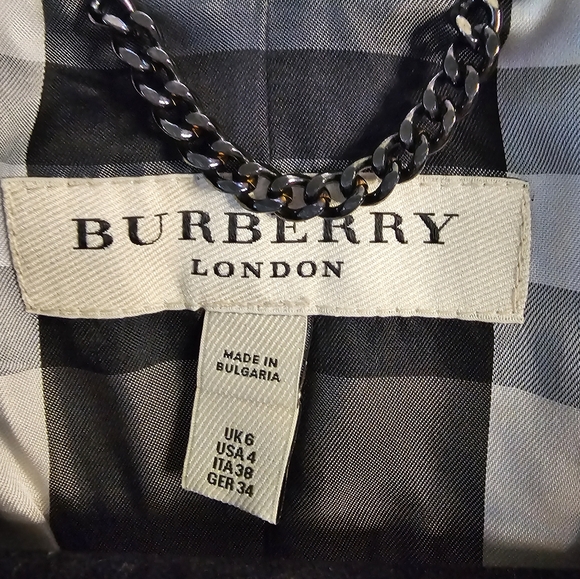 BURBERRY
LONDON
MADE IN
BULGARIA
UK 6
USA 4
ITA 38
GER 34